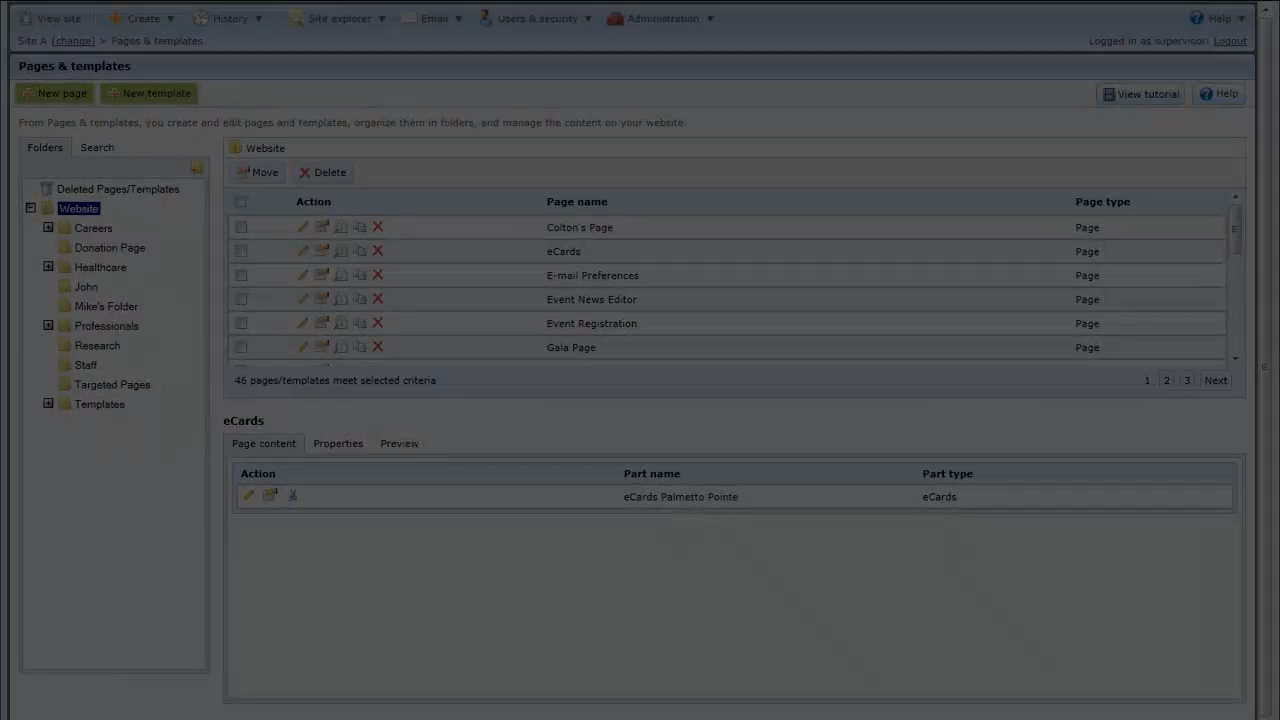 View site Create History Site explorer Email Users & security Administration Help
Site A (change) > Pages & templates Logged in as supervisor: Logout
Pages & templates
New page New template View tutorial Help
From Pages & templates, you create and edit pages and templates, organize them in folders, and manage the content on your website.
Folders Search
Deleted Pages/Templates
Website
Careers
Donation Page
Healthcare
John
Mike's Folder
Professionals
Research
Staff
Targeted Pages
Templates
Website
Move Delete
Action Page name Page type
Colton's Page Page
eCards Page
E-mail Preferences Page
Event News Editor Page
Event Registration Page
Gala Page Page
46 pages/templates meet selected criteria 1 2 3 Next
eCards
Page content Properties Preview
Action Part name Part type
eCards Palmetto Pointe eCards